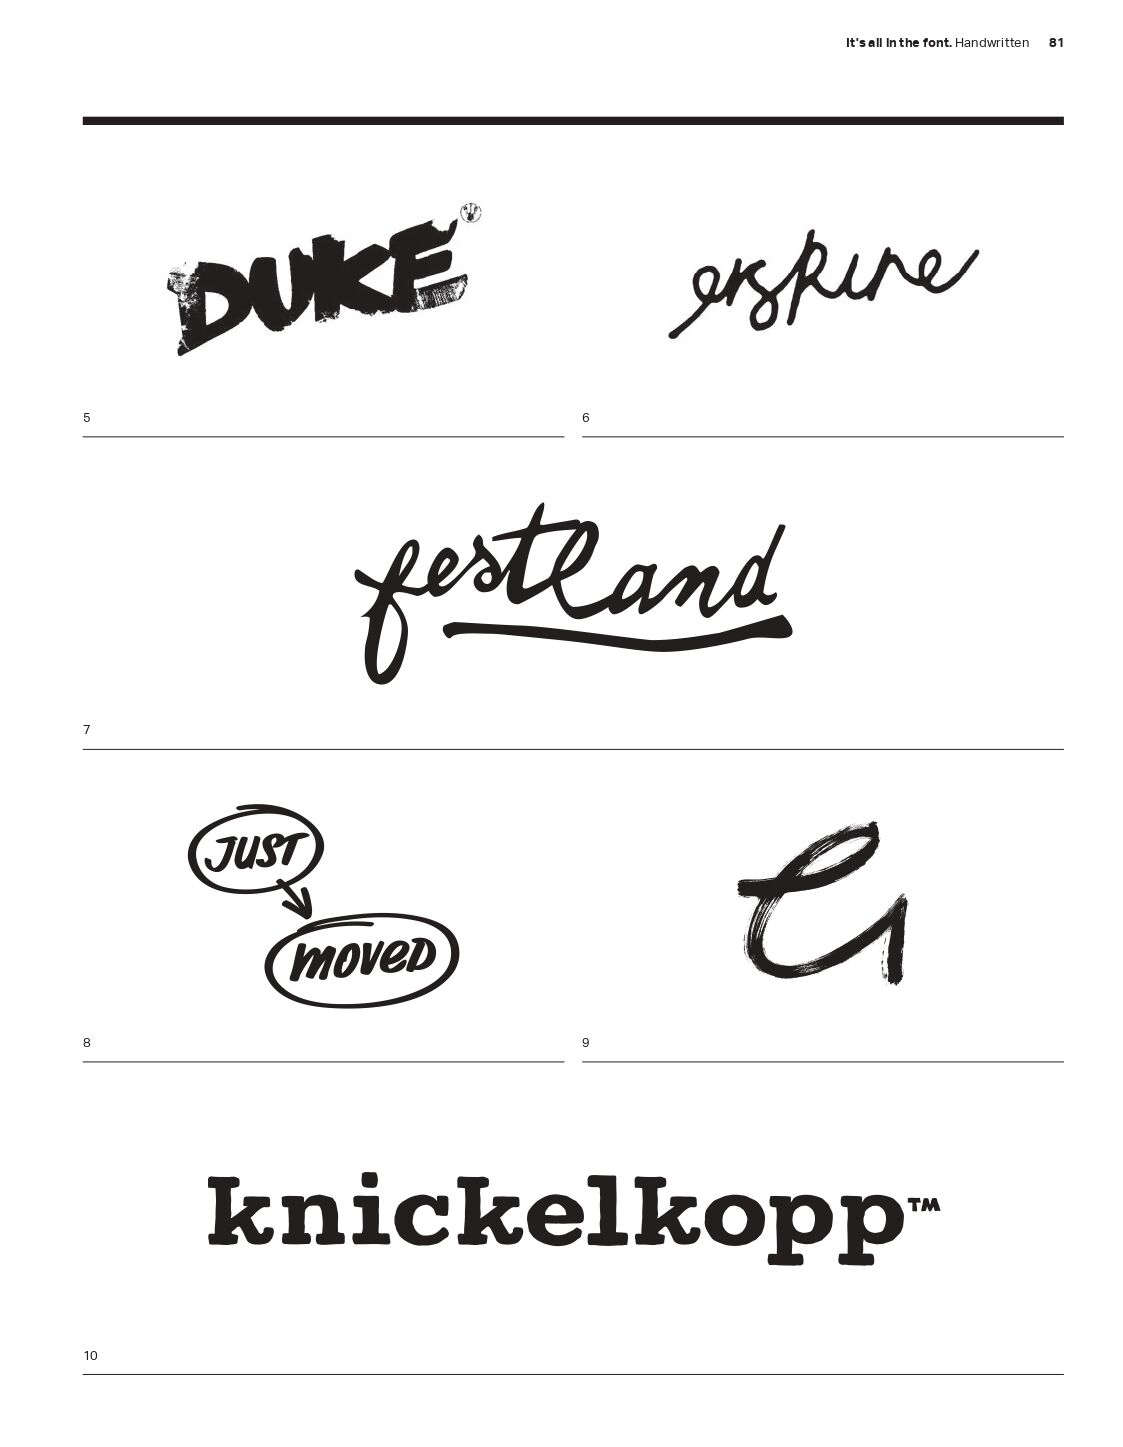 It's all in the font. Handwritten 81
DUKE
5
erskine
6
festland
7
JUST
MOVED
8
9
knickelkopp™
10